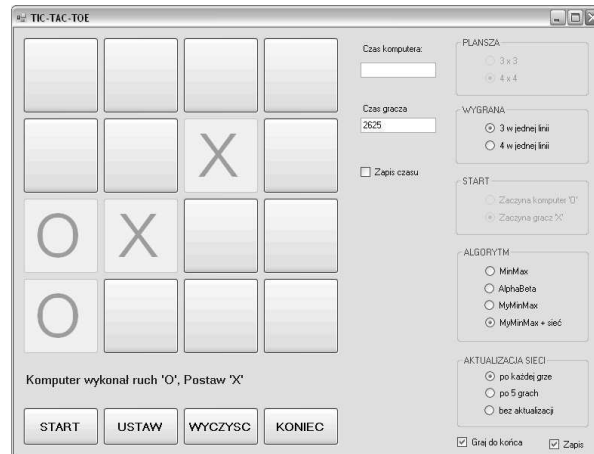 TIC-TAC-TOE
X
O X
O
Komputer wykonał ruch 'O', Postaw 'X'
START USTAW WYCZYSC KONIEC
Czas komputera:
Czas gracza
2625
Zapis czasu
PLANSZA
3 x 3
4 x 4
WYGRANA
3 w jednej linii
4 w jednej linii
START
Zaczyna komputer 'O'
Zaczyna gracz 'X'
ALGORYTM
MinMax
AlphaBeta
MyMinMax
MyMinMax + sieć
AKTUALIZACJA SIECI
po każdej grze
po 5 grach
bez aktualizacji
Graj do końca
Zapis